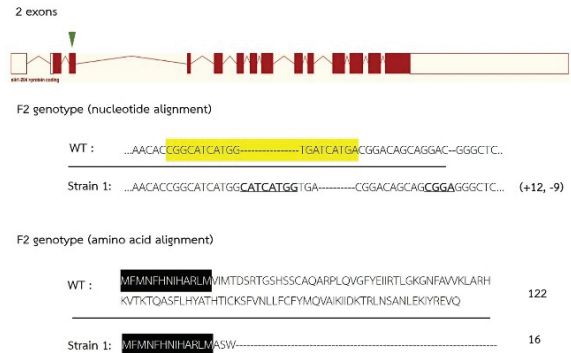 2 exons
F2 genotype (nucleotide alignment)
WT : ...AACACCGGCATCATGG---------------TGATCATGACGGACAGCAGGAC--GGGCTC..
Strain 1: ...AACACCGGCATCATGGCATCATGGTGA----------CGGACAGCAGCGGAGGGCTC... (+12, -9)
F2 genotype (amino acid alignment)
WT : MFMNFHNIHARLMVIMTDSRTGSHSSCAQARPLQVGFYEIIRTLGKGNFAVVKLARH
KVTKTQASFLHYATHTICKSFVNLLFCFYMQVAIKIIDKTRLNSANLEKIYREVQ 122
Strain 1: MFMNFHNIHARLMASW------------------------------------------------------------ 16